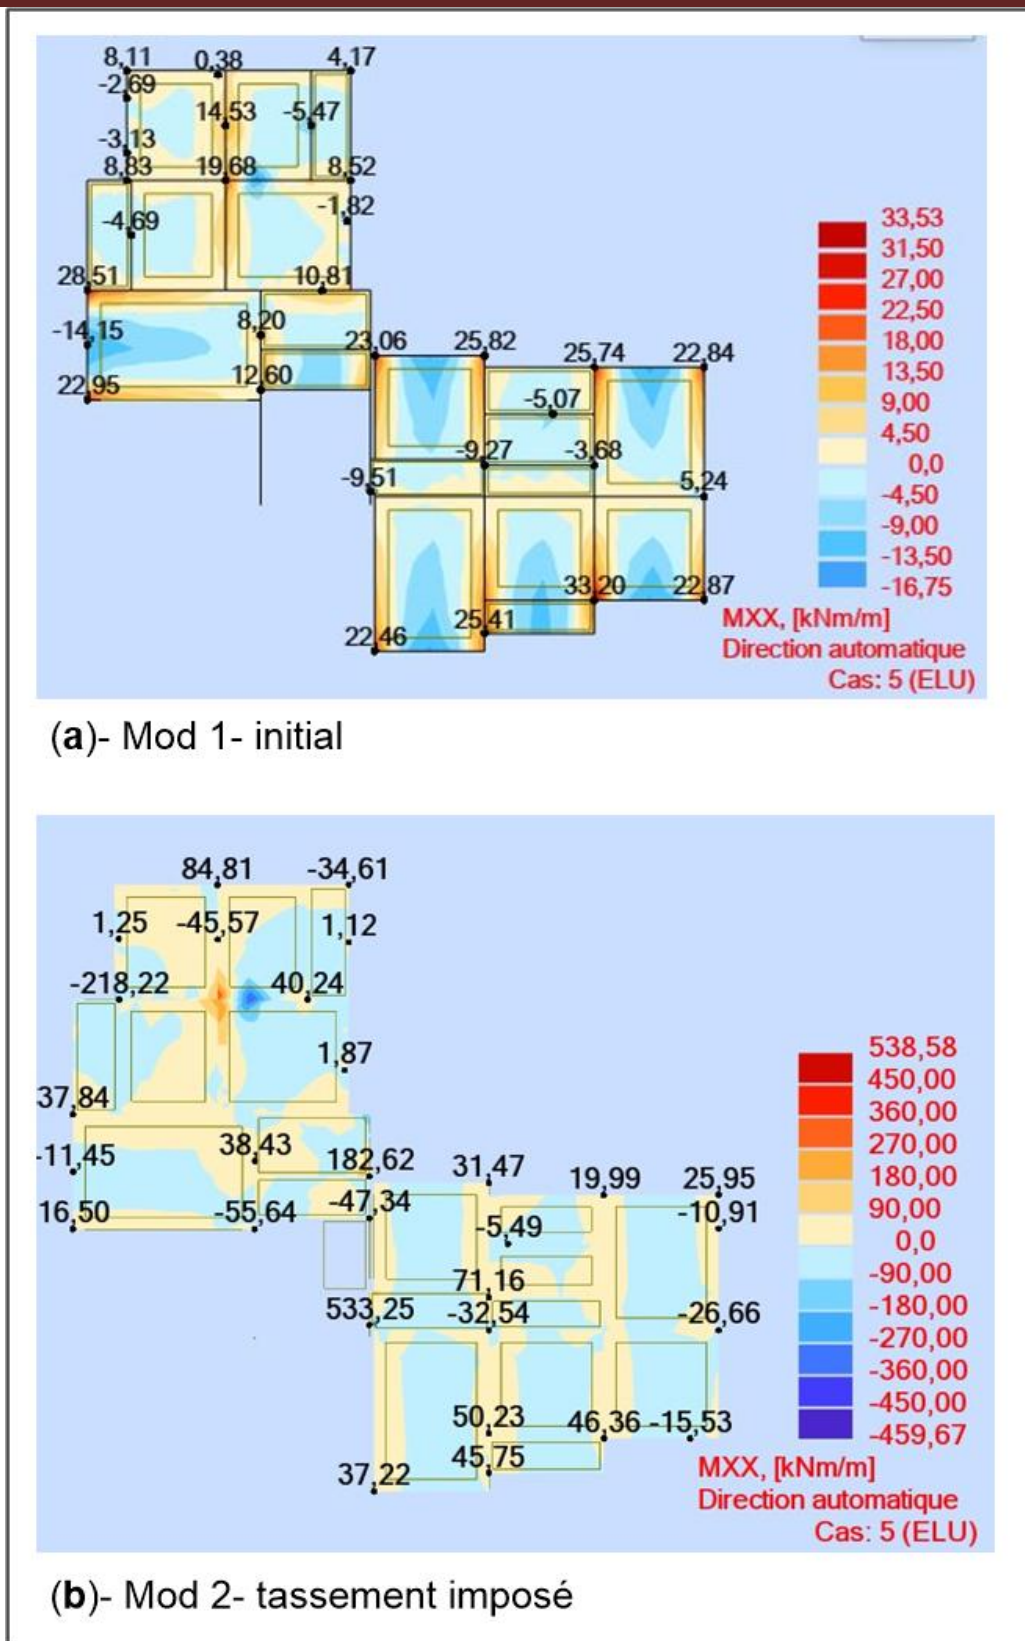 8,11 0,38 4,17
-2,69
14,53 -5,47
-3,13
8,83 19,68 8,52
-4,69 -1,82
28,51 10,81
-14,15 8,20
23,06 25,82 25,74 22,84
22,95 12,60
-5,07
-9,27 -3,68
-9,51 5,24
33,20 22,87
25,41
22,46
33,53
31,50
27,00
22,50
18,00
13,50
9,00
4,50
0,0
-4,50
-9,00
-13,50
-16,75
MXX, [kNm/m]
Direction automatique
Cas: 5 (ELU)
(a)- Mod 1- initial
84,81 -34,61
1,25 -45,57 1,12
-218,22 40,24
1,87
37,84
-11,45 38,43 182,62 31,47 19,99 25,95
16,50 -55,64 -47,34 -10,91
-5,49
71,16
533,25 -32,54 -26,66
50,23 46,36 -15,53
45,75
37,22
538,58
450,00
360,00
270,00
180,00
90,00
0,0
-90,00
-180,00
-270,00
-360,00
-450,00
-459,67
MXX, [kNm/m]
Direction automatique
Cas: 5 (ELU)
(b)- Mod 2- tassement imposé